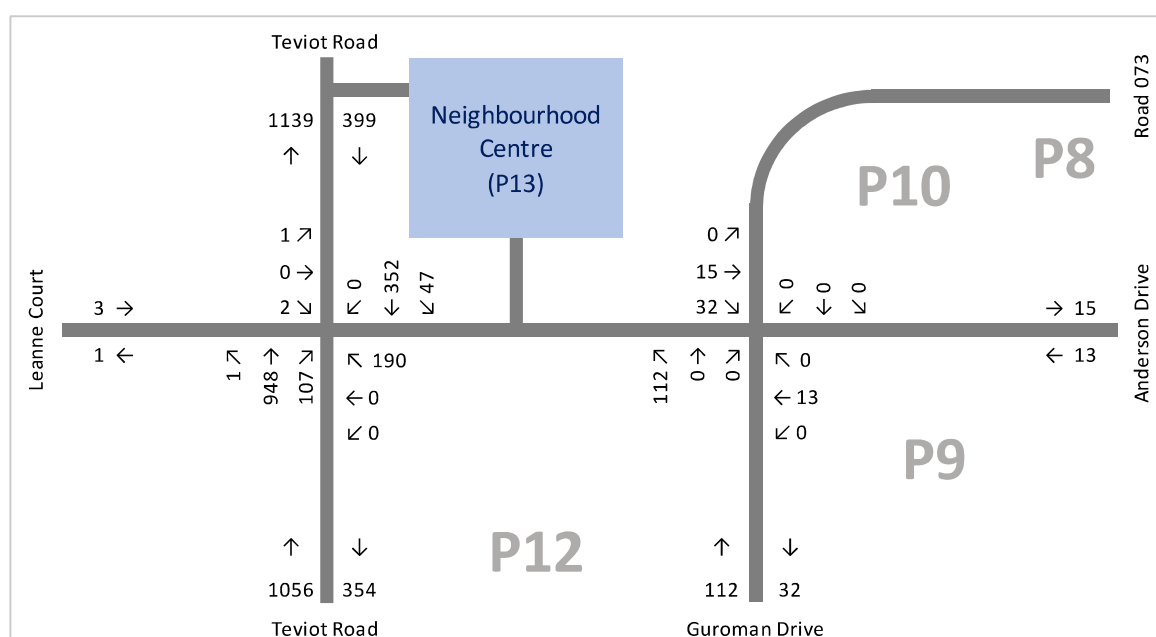 Teviot Road
Neighbourhood
Centre
(P13)
Road 073
1139 399
↑ ↓
P8
P10
1 ↗
0 →
2 ↘
0 ↙
352 ←
47 ↙
0 ↗
15 →
32 ↘
0 ↙
0 ←
0 ↙
Leanne Court
3 →
1 ←
→ 15
← 13
Anderson Drive
1 ↖
948 →
107 ↗
↖ 190
← 0
↙ 0
112 ↖
0 →
0 ↗
↖ 0
← 13
↙ 0
P9
P12
↑ ↓
1056 354
↑ ↓
112 32
Teviot Road
Guroman Drive